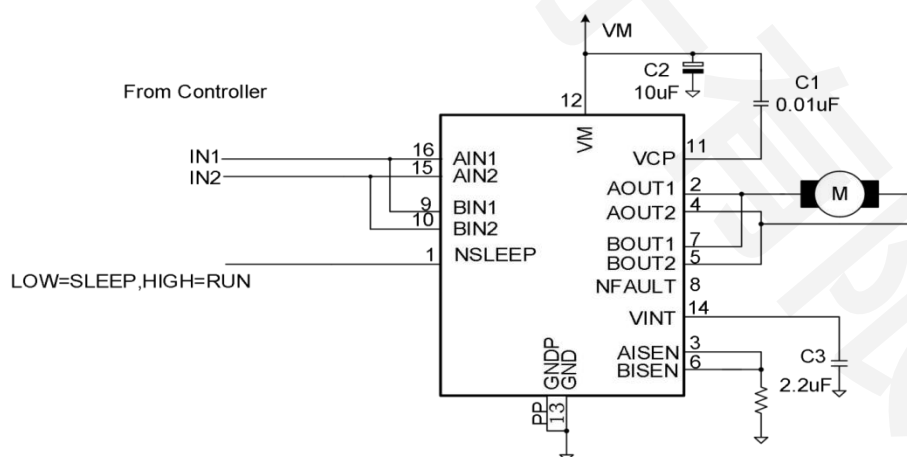 VM
C2
10uF
C1
0.01uF
From Controller
12
VM
IN1
16
AIN1
VCP
11
IN2
15
AIN2
AOUT1
2
M
9
BIN1
AOUT2
4
10
BIN2
BOUT1
7
1
NSLEEP
BOUT2
5
LOW=SLEEP,HIGH=RUN
NFAULT
8
VINT
14
AISEN
3
C3
BISEN
6
2.2uF
GNDP
GND
PP
13